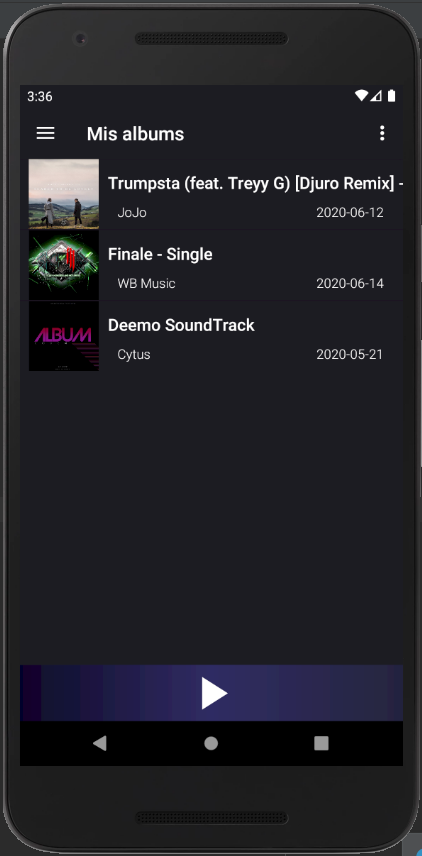 3:36
Mis albums
Trumpsta (feat. Treyy G) [Djuro Remix] -
JoJo 2020-06-12
Finale - Single
WB Music 2020-06-14
Deemo SoundTrack
ALBUM
Cytus 2020-05-21